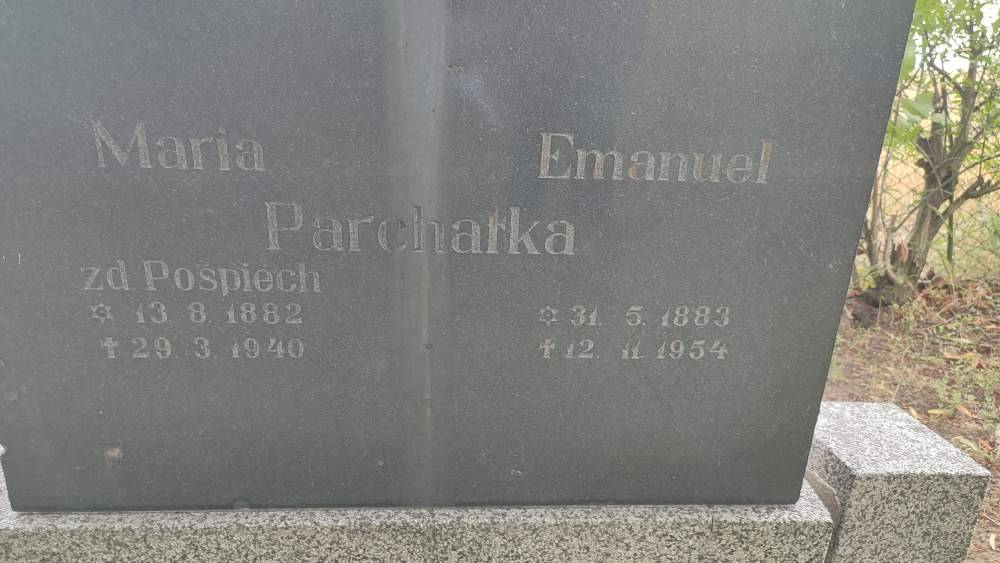 Maria Emanuel
Parchatka
zd Pośpiech
✡ 13. 8. 1882 ✡ 31. 5. 1883
✝ 29. 3. 1940 ✝ 12. 11. 1954